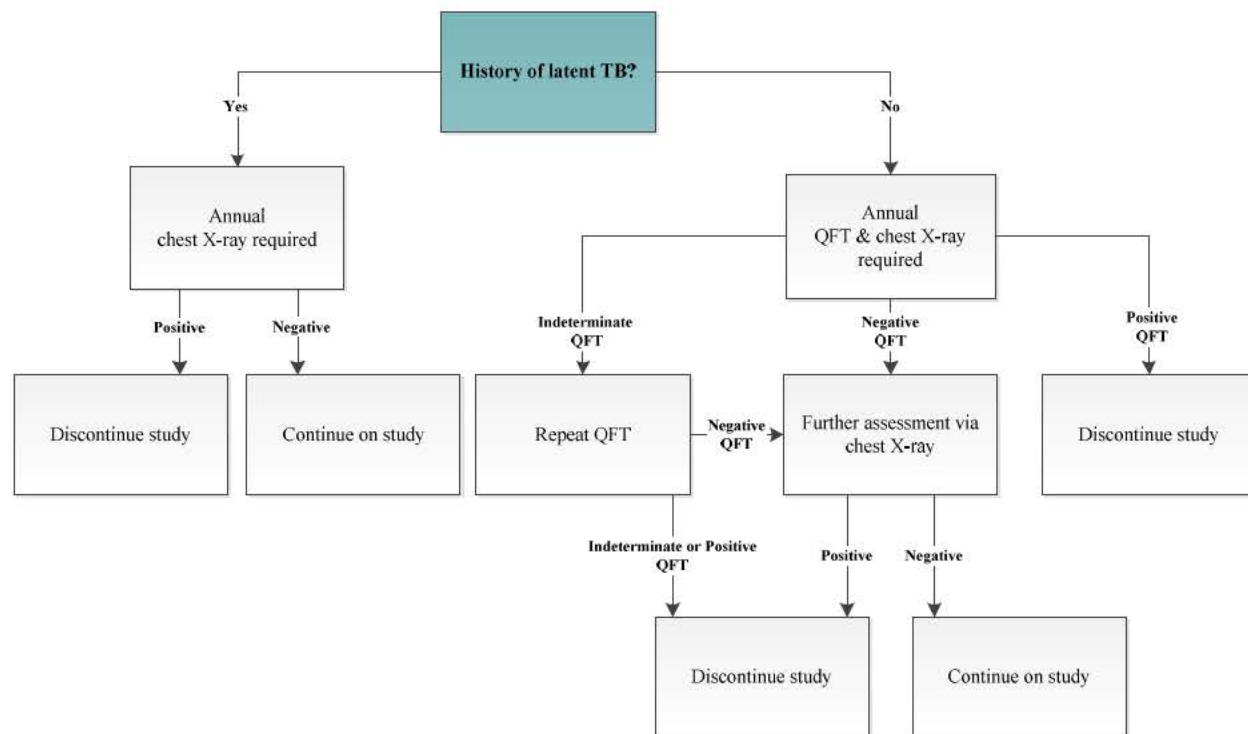 History of latent TB?
Yes
No
Annual
chest X-ray required
Annual
QFT & chest X-ray
required
Positive
Negative
Indeterminate
QFT
Negative
QFT
Positive
QFT
Discontinue study
Continue on study
Repeat QFT
Negative
QFT
Further assessment via
chest X-ray
Discontinue study
Indeterminate or Positive
QFT
Positive
Negative
Discontinue study
Continue on study